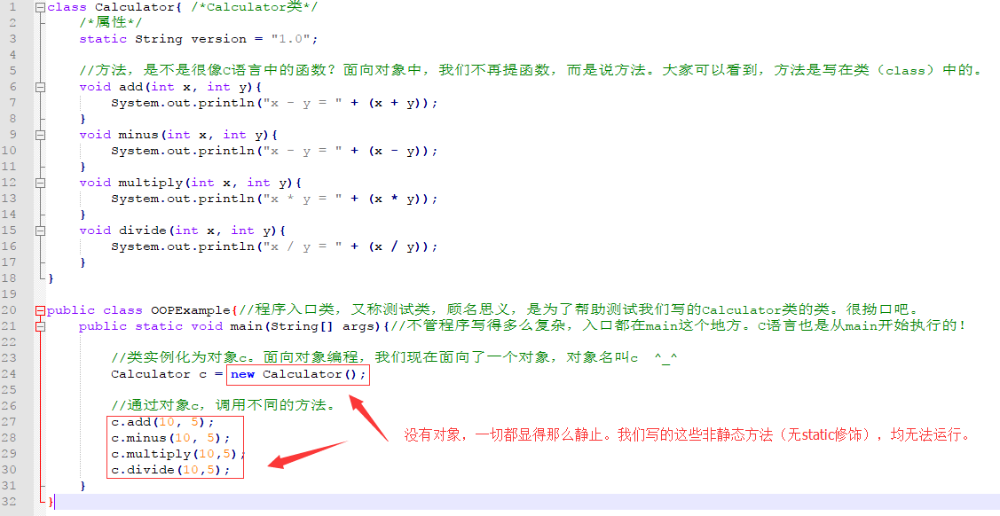 1 class Calculator{ /*Calculator类*/
2 /*属性*/
3 static String version = "1.0";
4
5 //方法，是不是很像c语言中的函数？面向对象中，我们不再提函数，而是说方法。大家可以看到，方法是写在类（class）中的。
6 void add(int x, int y){
7 System.out.println("x - y = " + (x + y));
8 }
9 void minus(int x, int y){
10 System.out.println("x - y = " + (x - y));
11 }
12 void multiply(int x, int y){
13 System.out.println("x * y = " + (x * y));
14 }
15 void divide(int x, int y){
16 System.out.println("x / y = " + (x / y));
17 }
18 }
19
20 public class OOPExample{//程序入口类，又称测试类，顾名思义，是为了帮助测试我们写的Calculator类的类。很拗口吧。
21 public static void main(String[] args){//不管程序写得多么复杂，入口都在main这个地方。C语言也是从main开始执行的！
22
23 //类实例化为对象c。面向对象编程，我们现在面向了一个对象，对象名叫c ^_^
24 Calculator c = new Calculator();
25
26 //通过对象c，调用不同的方法。
27 c.add(10, 5);
28 c.minus(10, 5);
没有对象，一切都显得那么静止。我们写的这些非静态方法（无static修饰），均无法运行。
29 c.multiply(10,5);
30 c.divide(10,5);
31 }
32 }